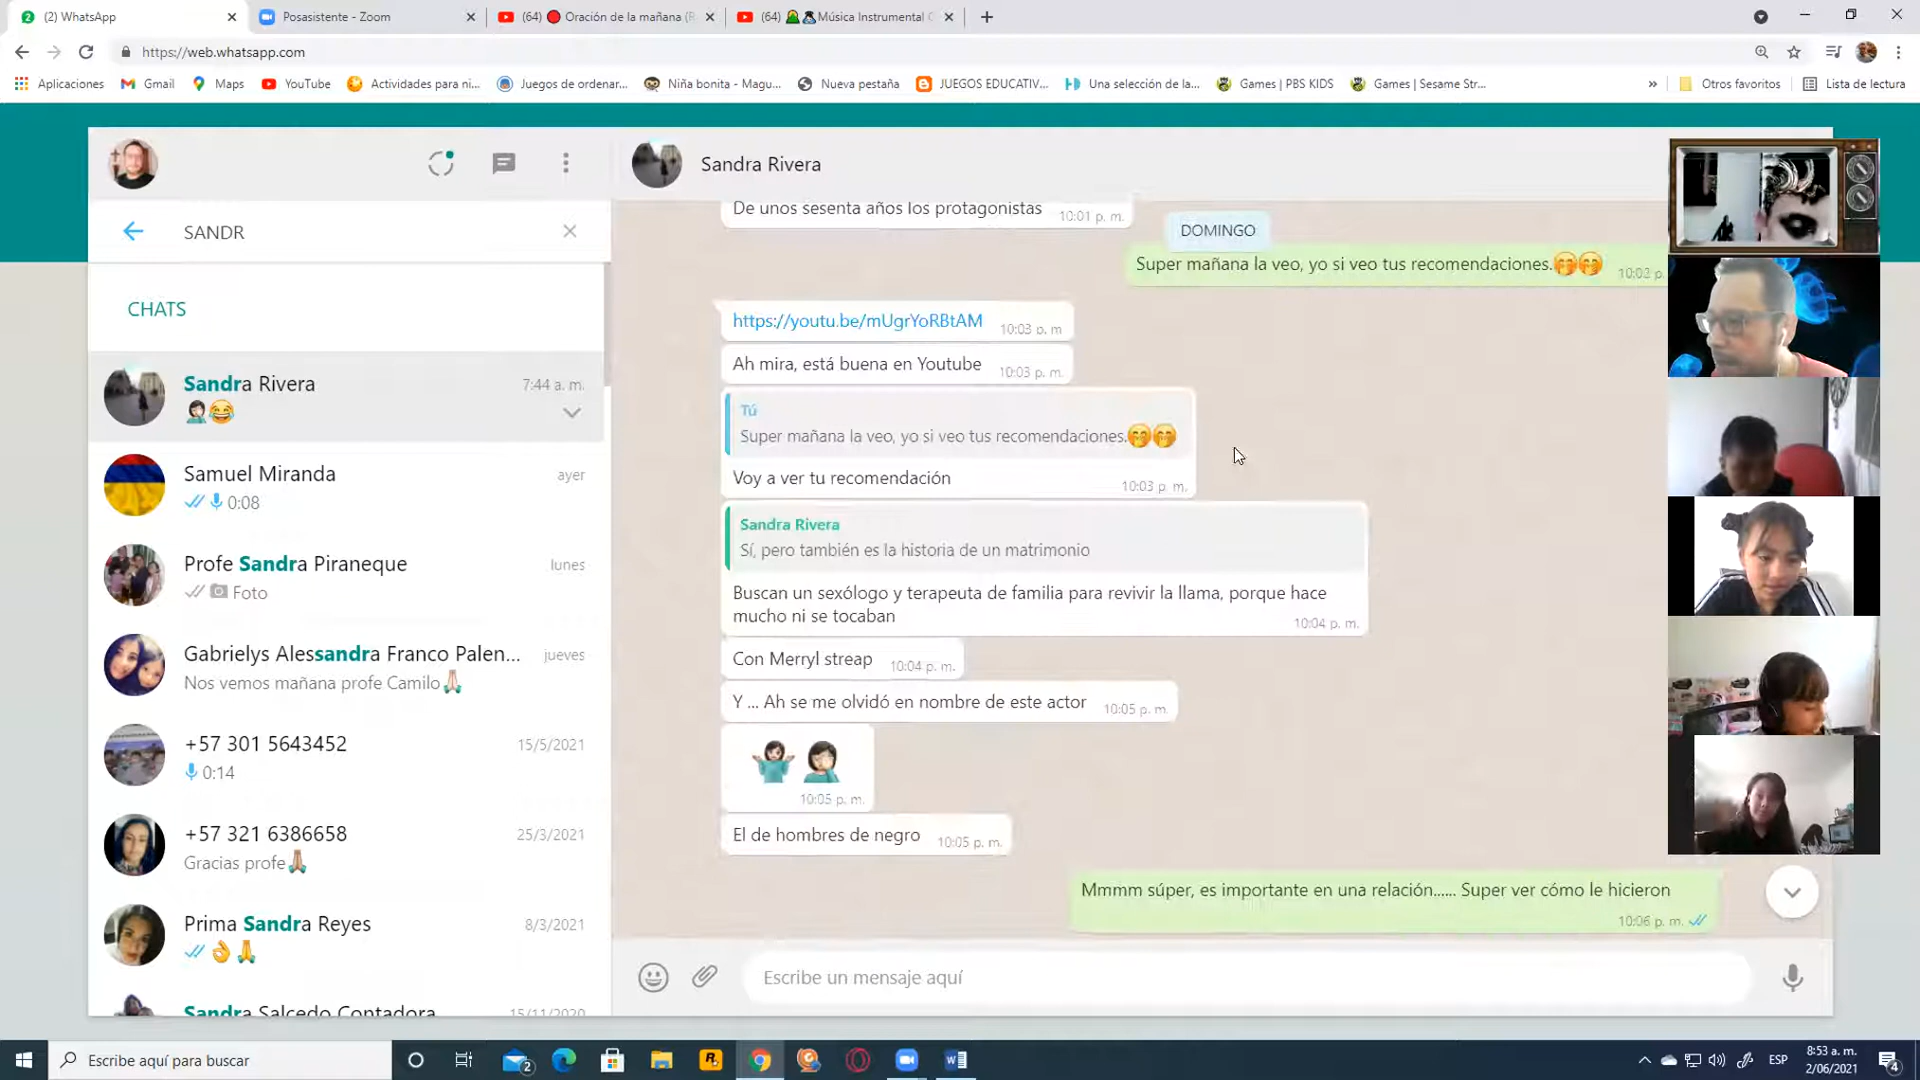 (2) WhatsApp
Posasistente - Zoom
(64) 🔴 Oración de la mañana (R
(64) Música Instrumental
https://web.whatsapp.com
Aplicaciones
Gmail
Maps
YouTube
Actividades para ni...
Juegos de ordenar...
Niña bonita - Magu...
Nueva pestaña
JUEGOS EDUCATIV...
Una selección de la...
Games | PBS KIDS
Games | Sesame Str...
»
Otros favoritos
Lista de lectura
SANDR
CHATS
Sandra Rivera
7:44 a. m.
🤦🏻‍♀️😂
Samuel Miranda
ayer
0:08
Profe Sandra Piraneque
lunes
Foto
Gabrielys Alessandra Franco Palen...
jueves
Nos vemos mañana profe Camilo🙏🏻
+57 301 5643452
15/5/2021
0:14
+57 321 6386658
25/3/2021
Gracias profe🙏🏼
Prima Sandra Reyes
8/3/2021
👌🙏
Sandra Salcedo Contadora
15/11/2020
Sandra Rivera
De unos sesenta años los protagonistas
10:01 p. m.
DOMINGO
Super mañana la veo, yo si veo tus recomendaciones.🤭🤭
10:02 p.
https://youtu.be/mUgrYoRBtAM
10:03 p. m
Ah mira, está buena en Youtube
10:03 p. m.
Tú
Super mañana la veo, yo si veo tus recomendaciones.🤭🤭
Voy a ver tu recomendación
10:03 p. m.
Sandra Rivera
Sí, pero también es la historia de un matrimonio
Buscan un sexólogo y terapeuta de familia para revivir la llama, porque hace
mucho ni se tocaban
10:04 p. m.
Con Merryl streap
10:04 p. m.
Y ... Ah se me olvidó en nombre de este actor
10:05 p. m.
🤷🏻‍♀️ 🤦🏻‍♀️
10:05 p. m.
El de hombres de negro
10:05 p. m.
Mmmm súper, es importante en una relación...... Super ver cómo le hicieron
10:06 p. m.
Escribe un mensaje aquí
Escribe aquí para buscar
2
ESP
8:53 a. m.
2/06/2021
4